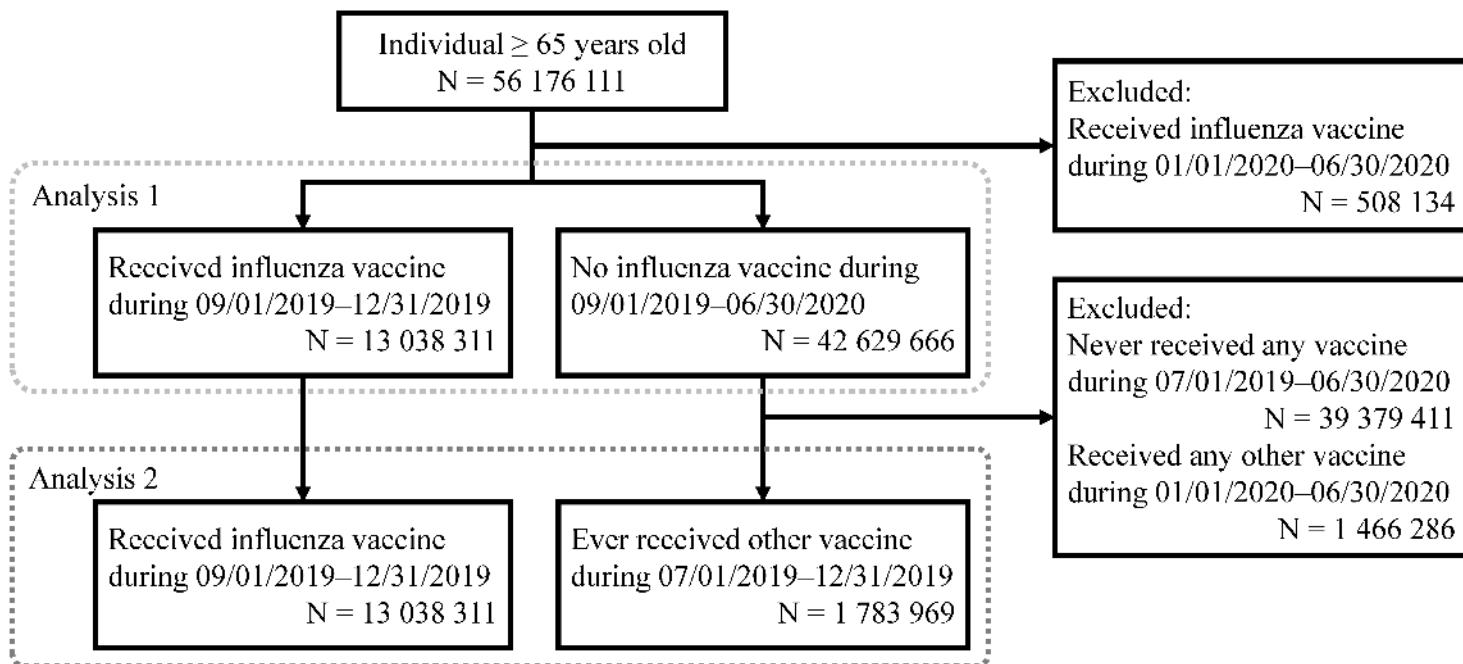 Individual ≥ 65 years old
N = 56 176 111
Excluded:
Received influenza vaccine
during 01/01/2020–06/30/2020
N = 508 134
Analysis 1
Received influenza vaccine
during 09/01/2019–12/31/2019
N = 13 038 311
No influenza vaccine during
09/01/2019–06/30/2020
N = 42 629 666
Excluded:
Never received any vaccine
during 07/01/2019–06/30/2020
N = 39 379 411
Received any other vaccine
during 01/01/2020–06/30/2020
N = 1 466 286
Analysis 2
Received influenza vaccine
during 09/01/2019–12/31/2019
N = 13 038 311
Ever received other vaccine
during 07/01/2019–12/31/2019
N = 1 783 969